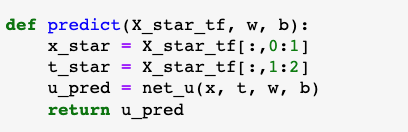 def predict(X_star_tf, w, b):
    x_star = X_star_tf[:,0:1]
    t_star = X_star_tf[:,1:2]
    u_pred = net_u(x, t, w, b)
    return u_pred